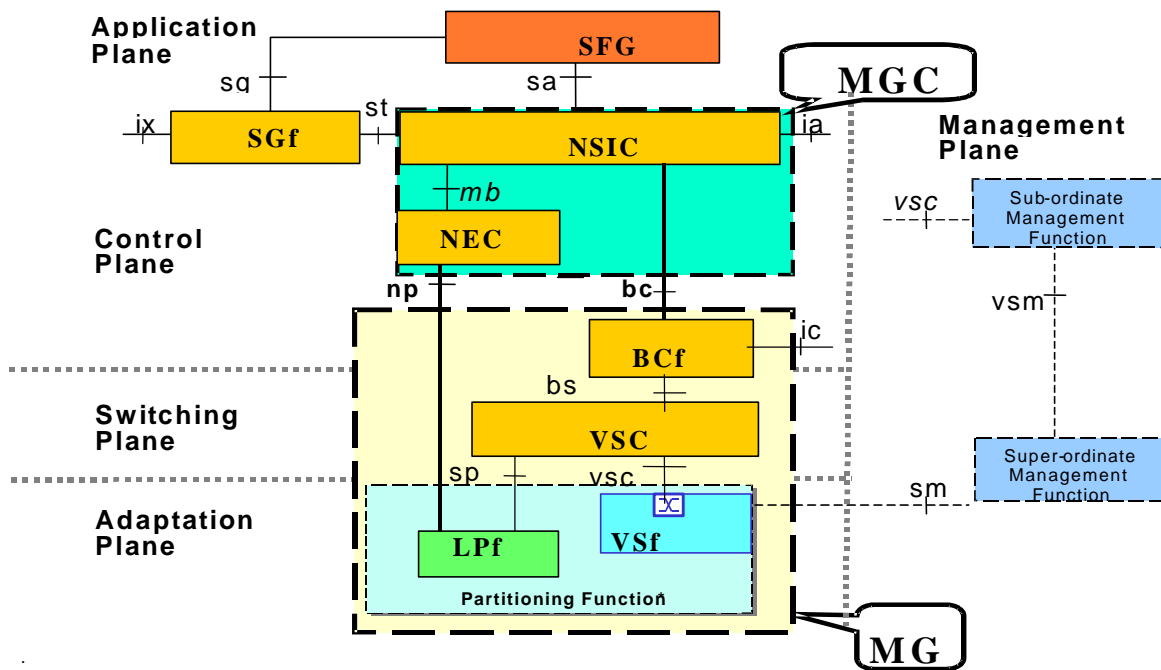 Application
Plane
SFG
sq
sa
MGC
ix
SGf
st
NSIC
ia
Management
Plane
mb
vsc
Sub-ordinate
Management
Function
Control
Plane
NEC
np
bc
vsm
BCf
ic
bs
Switching
Plane
VSC
sp
vsc
Super-ordinate
Management
Function
sm
Adaptation
Plane
LPf
VSf
Partitioning Function
MG